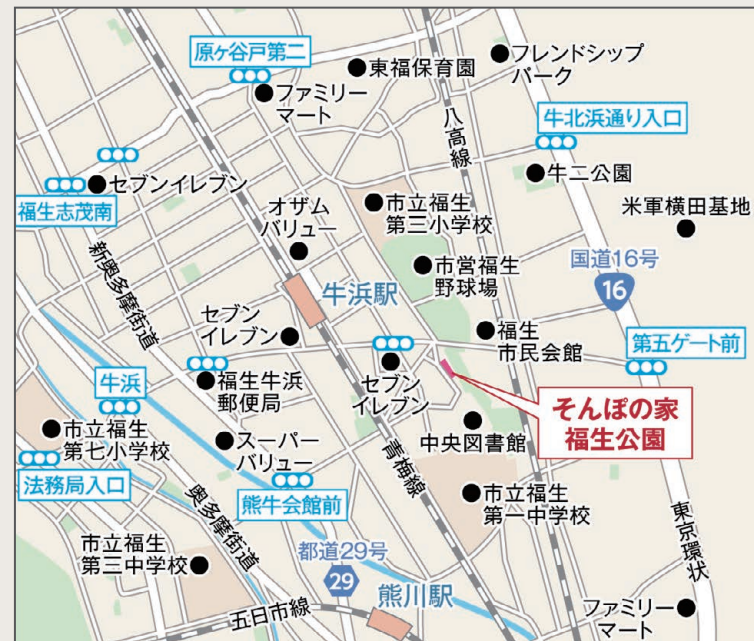 原ヶ谷戸第二
ファミリー
マート
東福保育園
フレンドシップ
パーク
八高線
牛北浜通り入口
牛二公園
米軍横田基地
セブンイレブン
福生志茂南
オザム
バリュー
市立福生
第三小学校
新奥多摩街道
市営福生
野球場
国道16号
16
牛浜駅
セブン
イレブン
福生
市民会館
第五ゲート前
牛浜
福生牛浜
郵便局
セブン
イレブン
そんぽの家
福生公園
市立福生
第七小学校
スーパー
バリュー
中央図書館
青梅線
法務局入口
熊牛会館前
市立福生
第一中学校
奥多摩街道
東京環状
市立福生
第三中学校
都道29号
29
熊川駅
五日市線
ファミリー
マート